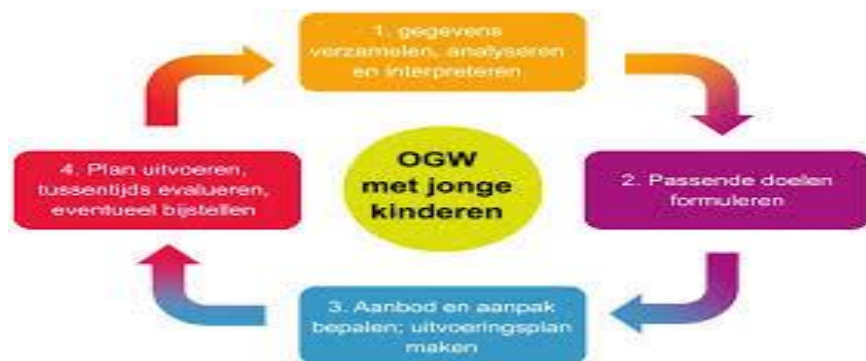 1. gegevens
verzamelen, analyseren
en interpreteren
OGW
met jonge
kinderen
2. Passende doelen
formuleren
3. Aanbod en aanpak
bepalen; uitvoeringsplan
maken
4. Plan uitvoeren,
tussentijds evalueren,
eventueel bijstellen